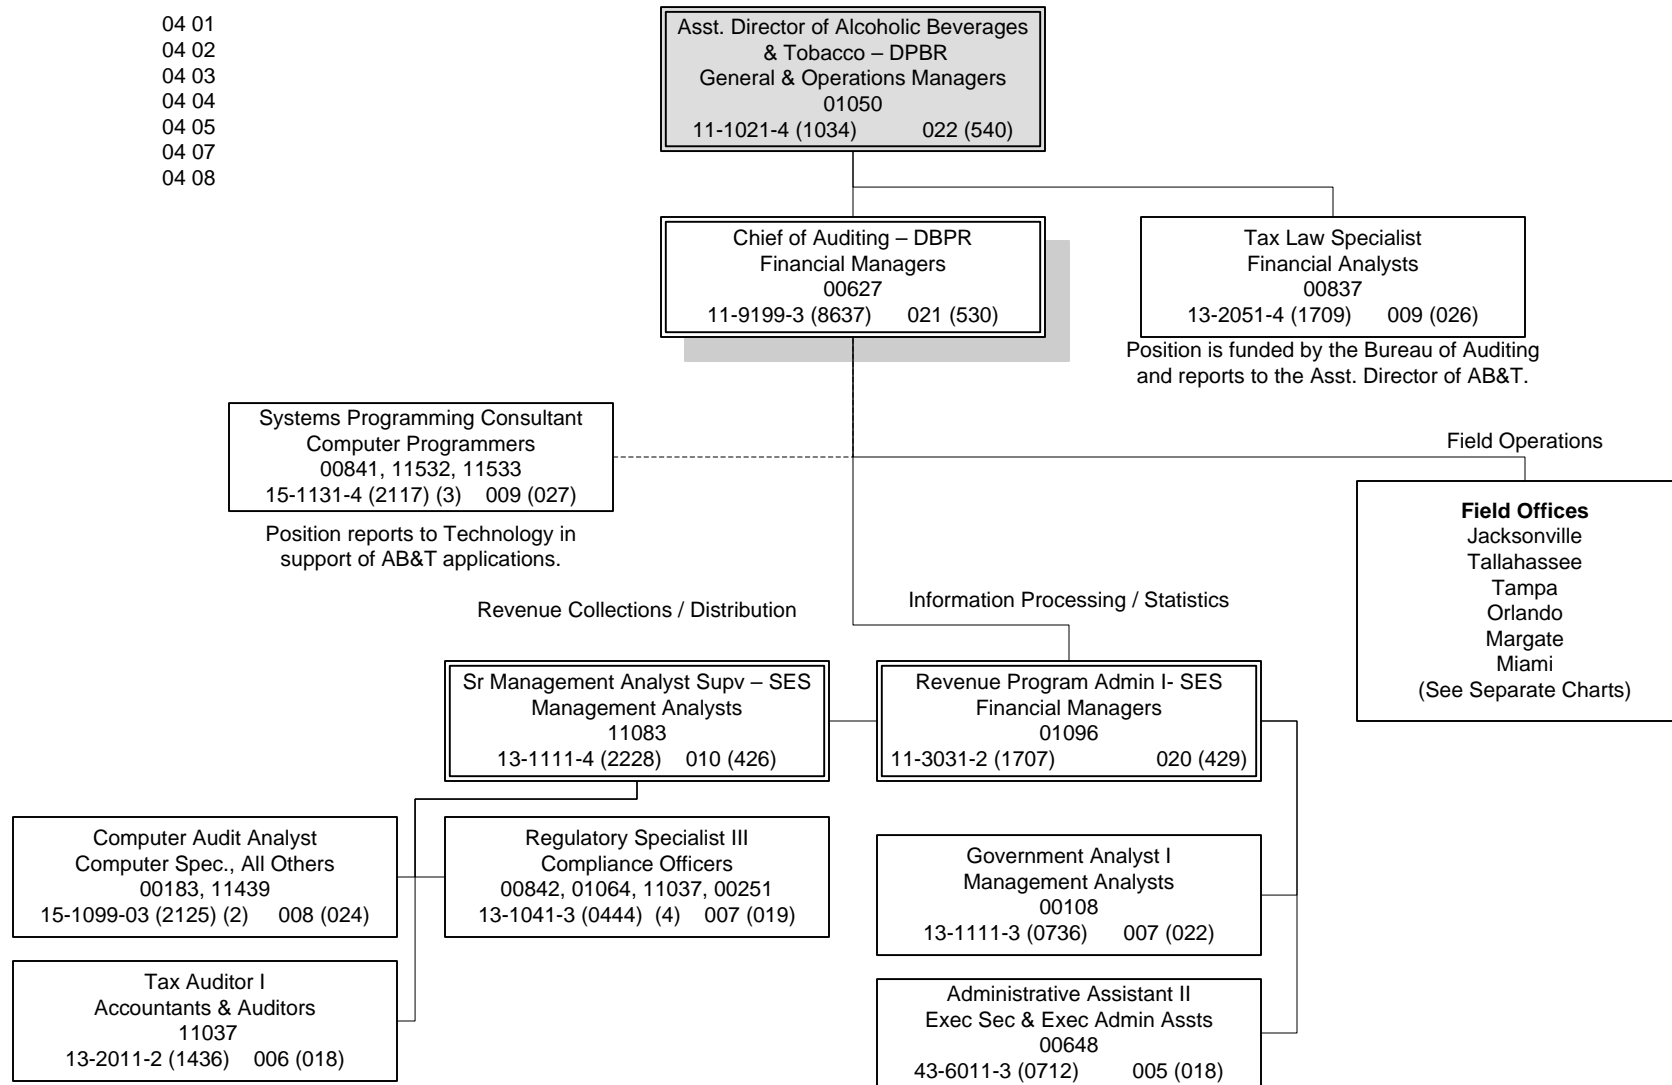 04 01
04 02
04 03
04 04
04 05
04 07
04 08
Asst. Director of Alcoholic Beverages
& Tobacco – DPBR
General & Operations Managers
01050
11-1021-4 (1034) 022 (540)
Chief of Auditing – DBPR
Financial Managers
00627
11-9199-3 (8637) 021 (530)
Tax Law Specialist
Financial Analysts
00837
13-2051-4 (1709) 009 (026)
Position is funded by the Bureau of Auditing
and reports to the Asst. Director of AB&T.
Systems Programming Consultant
Computer Programmers
00841, 11532, 11533
15-1131-4 (2117) (3) 009 (027)
Position reports to Technology in
support of AB&T applications.
Field Operations
Field Offices
Jacksonville
Tallahassee
Tampa
Orlando
Margate
Miami
(See Separate Charts)
Revenue Collections / Distribution
Information Processing / Statistics
Sr Management Analyst Supv – SES
Management Analysts
11083
13-1111-4 (2228) 010 (426)
Revenue Program Admin I- SES
Financial Managers
01096
11-3031-2 (1707) 020 (429)
Computer Audit Analyst
Computer Spec., All Others
00183, 11439
15-1099-03 (2125) (2) 008 (024)
Regulatory Specialist III
Compliance Officers
00842, 01064, 11037, 00251
13-1041-3 (0444) (4) 007 (019)
Government Analyst I
Management Analysts
00108
13-1111-3 (0736) 007 (022)
Tax Auditor I
Accountants & Auditors
11037
13-2011-2 (1436) 006 (018)
Administrative Assistant II
Exec Sec & Exec Admin Assts
00648
43-6011-3 (0712) 005 (018)